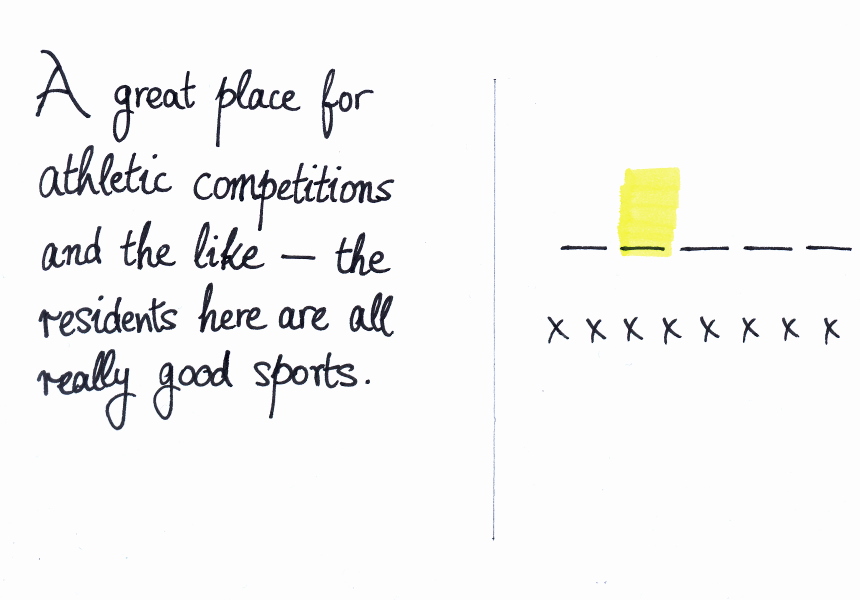 A great place for
athletic competitions
and the like – the
residents here are all
really good sports.
_ _ _ _ _
x x x x x x x x